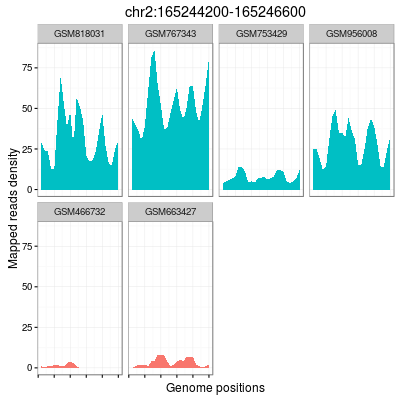 chr2:165244200-165246600
GSM818031 GSM767343 GSM753429 GSM956008
75
50
25
0
GSM466732 GSM663427
75
50
25
0
Mapped reads density
Genome positions